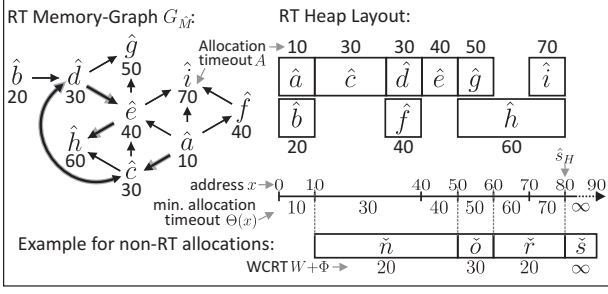 RT Memory-Graph G_M̂:
RT Heap Layout:
Allocation timeout A
10 30 30 40 50 70
ĝ
50
b̂
20
d̂
30
î
70
ê
40
f̂
40
ĥ
60
â
10
ĉ
30
â ĉ d̂ ê ĝ î
b̂ f̂ ĥ
20 40 60
ŝ_H
address x
0 10 40 50 60 70 80 90
min. allocation
timeout Θ(x)
10 30 40 50 60 70 ∞
Example for non-RT allocations:
ň ǒ ř š
WCRT W+Φ
20 30 20 ∞